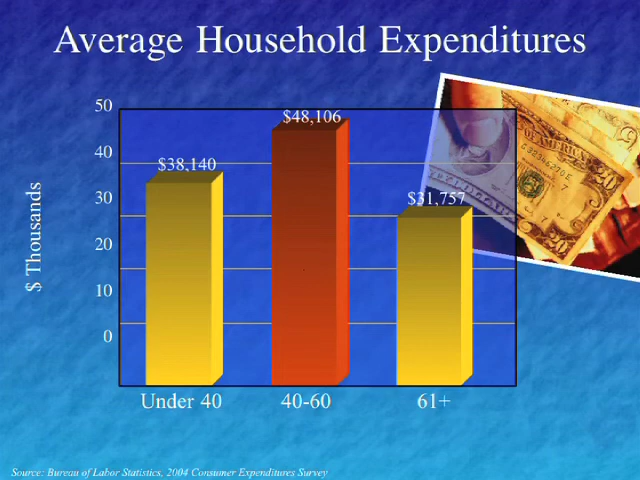 Average Household Expenditures
$ Thousands
50
40
30
20
10
0
$38,140
$48,106
$31,757
Under 40
40-60
61+
Source: Bureau of Labor Statistics, 2004 Consumer Expenditures Survey